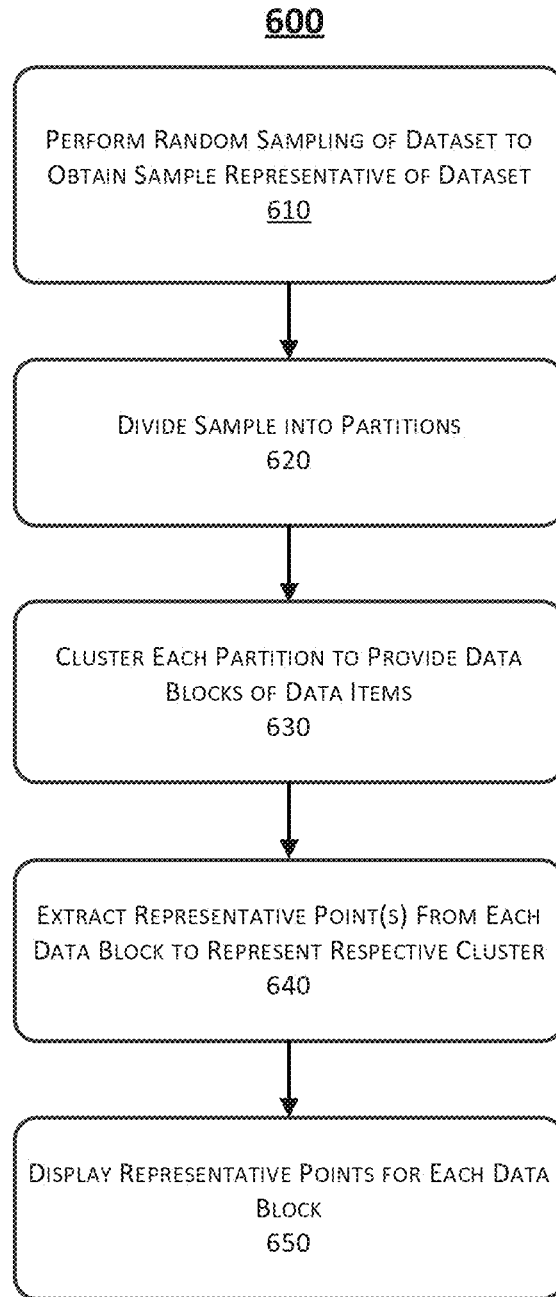 600
PERFORM RANDOM SAMPLING OF DATASET TO
OBTAIN SAMPLE REPRESENTATIVE OF DATASET
610
DIVIDE SAMPLE INTO PARTITIONS
620
CLUSTER EACH PARTITION TO PROVIDE DATA
BLOCKS OF DATA ITEMS
630
EXTRACT REPRESENTATIVE POINT(S) FROM EACH
DATA BLOCK TO REPRESENT RESPECTIVE CLUSTER
640
DISPLAY REPRESENTATIVE POINTS FOR EACH DATA
BLOCK
650